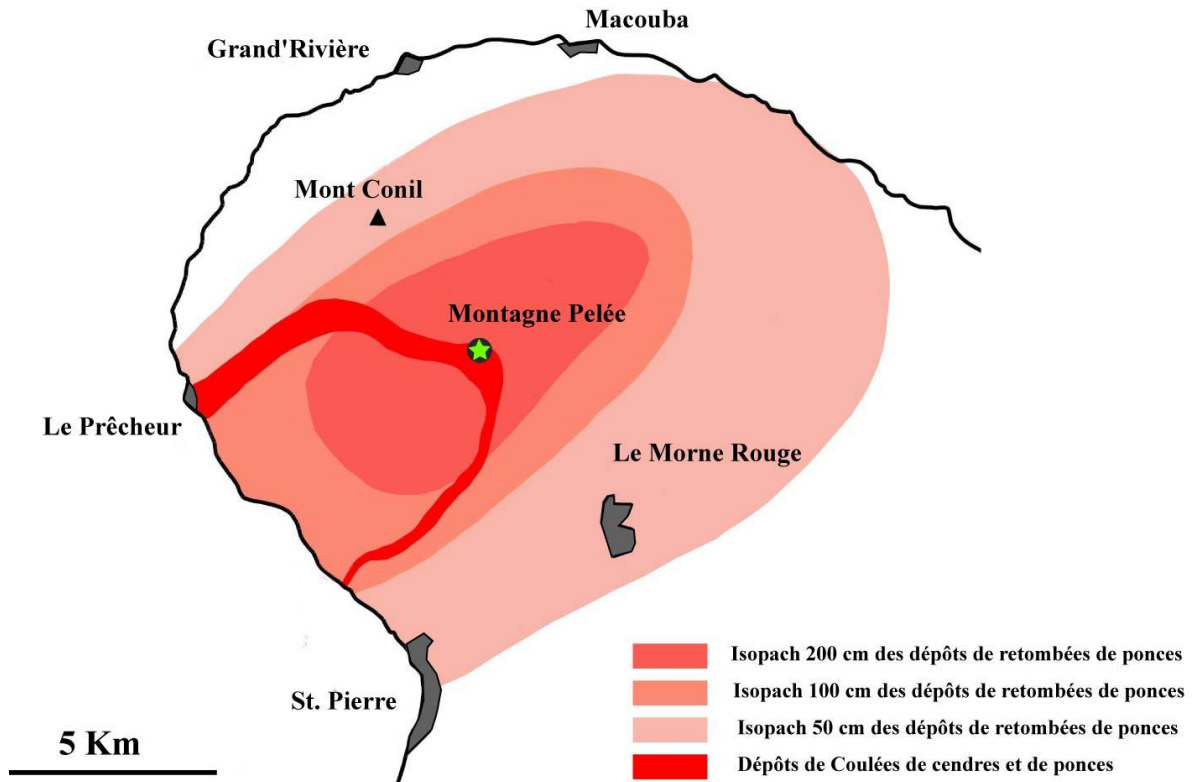 Macouba
Grand'Rivière
Mont Conil
Montagne Pelée
Le Prêcheur
Le Morne Rouge
St. Pierre
5 Km
Isopach 200 cm des dépôts de retombées de ponces
Isopach 100 cm des dépôts de retombées de ponces
Isopach 50 cm des dépôts de retombées de ponces
Dépôts de Coulées de cendres et de ponces